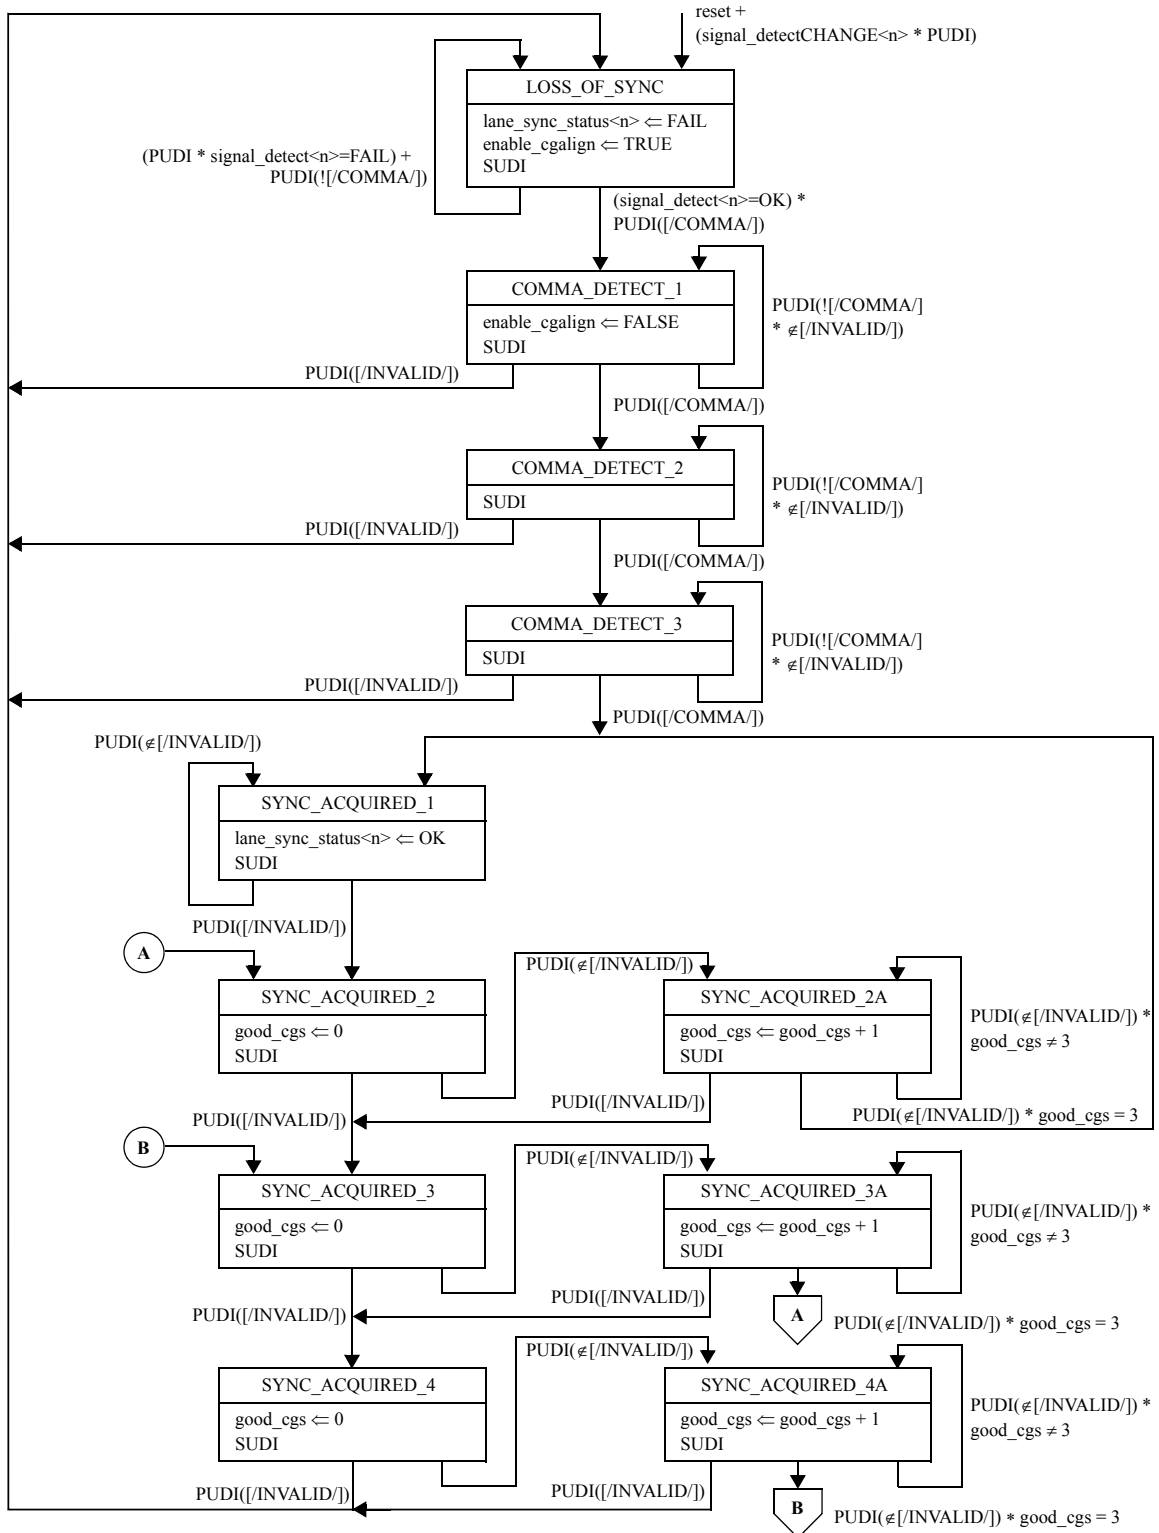 reset +
(signal_detectCHANGE<n> * PUDI)
LOSS_OF_SYNC
lane_sync_status<n> ⇐ FAIL
enable_cgalign ⇐ TRUE
SUDI
(PUDI * signal_detect<n>=FAIL) +
PUDI(![/COMMA/])
(signal_detect<n>=OK) *
PUDI([/COMMA/])
COMMA_DETECT_1
enable_cgalign ⇐ FALSE
SUDI
PUDI(![/COMMA/]
* ∉[/INVALID/])
PUDI([/INVALID/])
PUDI([/COMMA/])
COMMA_DETECT_2
SUDI
PUDI(![/COMMA/]
* ∉[/INVALID/])
PUDI([/INVALID/])
PUDI([/COMMA/])
COMMA_DETECT_3
SUDI
PUDI(![/COMMA/]
* ∉[/INVALID/])
PUDI([/INVALID/])
PUDI([/COMMA/])
PUDI(∉[/INVALID/])
SYNC_ACQUIRED_1
lane_sync_status<n> ⇐ OK
SUDI
PUDI([/INVALID/])
A
PUDI(∉[/INVALID/])
SYNC_ACQUIRED_2
good_cgs ⇐ 0
SUDI
SYNC_ACQUIRED_2A
good_cgs ⇐ good_cgs + 1
SUDI
PUDI(∉[/INVALID/]) *
good_cgs ≠ 3
PUDI([/INVALID/])
PUDI([/INVALID/])
PUDI(∉[/INVALID/]) * good_cgs = 3
B
PUDI(∉[/INVALID/])
SYNC_ACQUIRED_3
good_cgs ⇐ 0
SUDI
SYNC_ACQUIRED_3A
good_cgs ⇐ good_cgs + 1
SUDI
PUDI(∉[/INVALID/]) *
good_cgs ≠ 3
PUDI([/INVALID/])
PUDI([/INVALID/])
A
PUDI(∉[/INVALID/]) * good_cgs = 3
PUDI(∉[/INVALID/])
SYNC_ACQUIRED_4
good_cgs ⇐ 0
SUDI
SYNC_ACQUIRED_4A
good_cgs ⇐ good_cgs + 1
SUDI
PUDI(∉[/INVALID/]) *
good_cgs ≠ 3
PUDI([/INVALID/])
PUDI([/INVALID/])
B
PUDI(∉[/INVALID/]) * good_cgs = 3